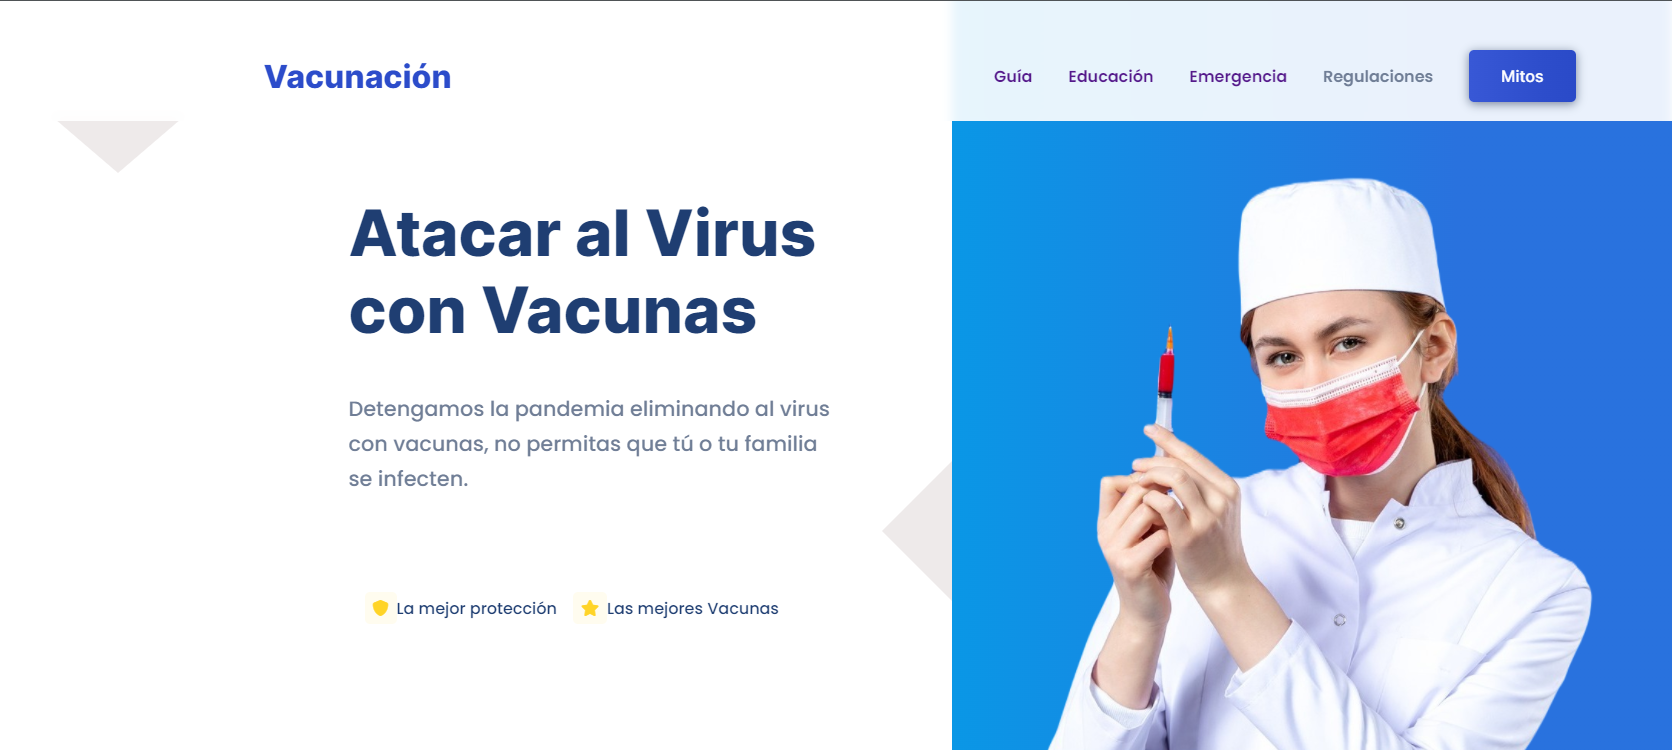 Vacunación
Guía
Educación
Emergencia
Regulaciones
Mitos
Atacar al Virus
con Vacunas
Detengamos la pandemia eliminando al virus
con vacunas, no permitas que tú o tu familia
se infecten.
La mejor protección
Las mejores Vacunas